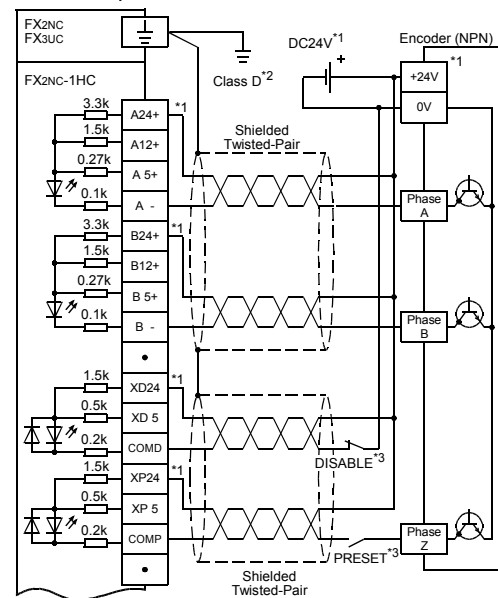 FX2NC
FX3UC
DC24V*1
Encoder (NPN)
*1
+24V
0V
Class D*2
FX2NC-1HC
3.3k
A24+
*1
1.5k
A12+
0.27k
A 5+
0.1k
A -
Shielded
Twisted-Pair
Phase
A
3.3k
B24+
*1
1.5k
B12+
0.27k
B 5+
0.1k
B -
Phase
B
1.5k
XD24
*1
0.5k
XD 5
0.2k
COMD
DISABLE*3
1.5k
XP24
*1
0.5k
XP 5
0.2k
COMP
PRESET*3
Phase
Z
Shielded
Twisted-Pair